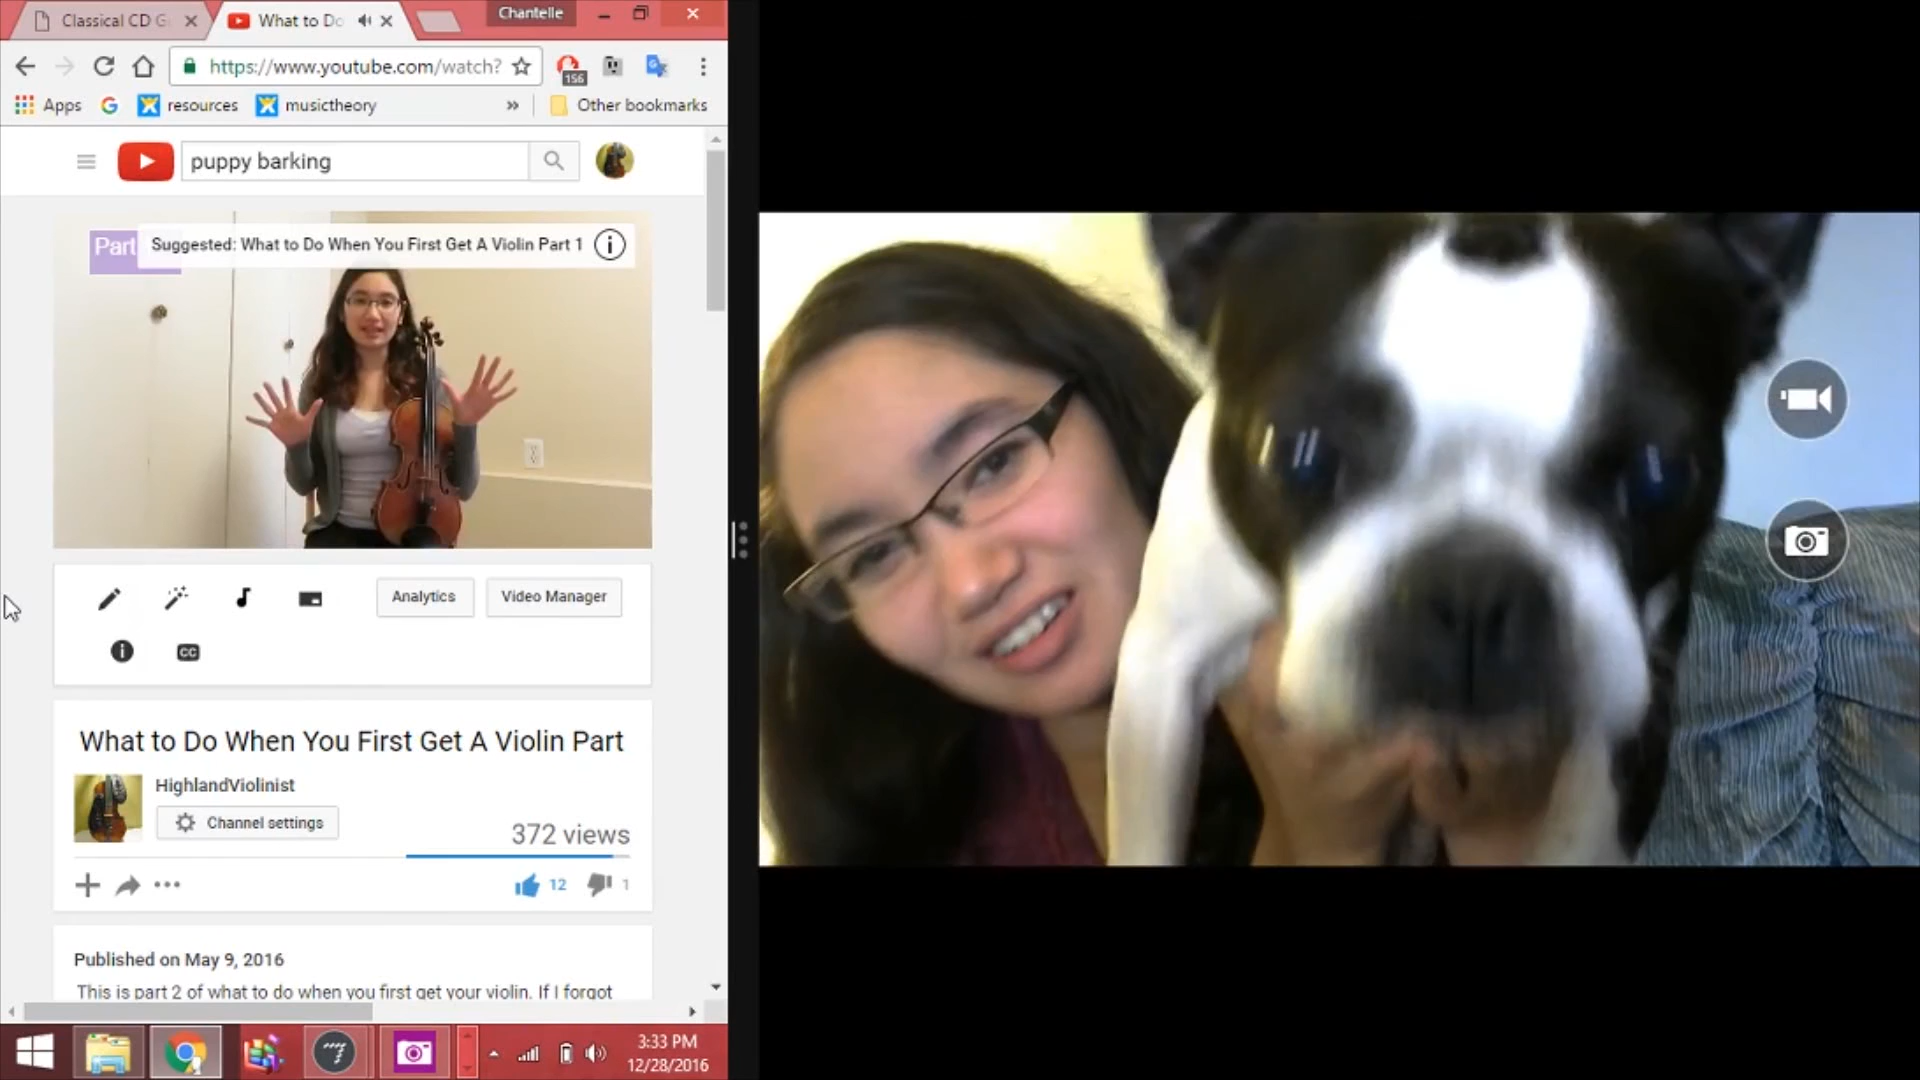 Classical CD G
What to Do
Chantelle
https://www.youtube.com/watch?
156
Apps
resources
musictheory
»
Other bookmarks
puppy barking
Part
Suggested: What to Do When You First Get A Violin Part 1
Analytics
Video Manager
CC
What to Do When You First Get A Violin Part
HighlandViolinist
Channel settings
372 views
12
1
Published on May 9, 2016
This is part 2 of what to do when you first get your violin. If I forgot
3:33 PM
12/28/2016